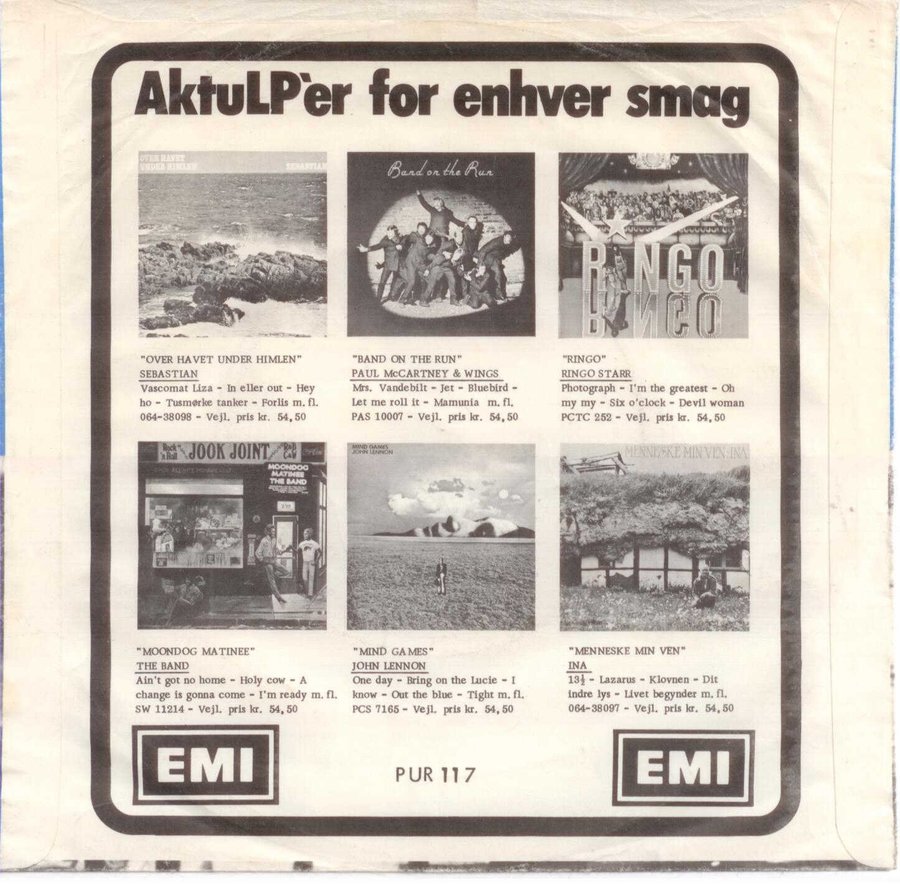 AktuLP`er for enhver smag
OVER HAVET
UNDER HIMLEN
SEBASTIAN
Band on the Run
RINGO
"OVER HAVET UNDER HIMLEN"
SEBASTIAN
Vascomat Liza - In eller out - Hey
ho - Tusmørke tanker - Forlis m. fl.
064-38098 - Vejl. pris kr. 54,50
"BAND ON THE RUN"
PAUL McCARTNEY & WINGS
Mrs. Vandebilt - Jet - Bluebird -
Let me roll it - Mamunia m. fl.
PAS 10007 - Vejl. pris kr. 54,50
"RINGO"
RINGO STARR
Photograph - I'm the greatest - Oh
my my - Six o'clock - Devil woman
PCTC 252 - Vejl. pris kr. 54,50
Rock 'n Roll JOOK JOINT
MOONDOG
MATINEE
THE BAND
MIND GAMES
JOHN LENNON
MENNESKE MIN VEN. INA
"MOONDOG MATINEE"
THE BAND
Ain't got no home - Holy cow - A
change is gonna come - I'm ready m. fl.
SW 11214 - Vejl. pris kr. 54,50
"MIND GAMES"
JOHN LENNON
One day - Bring on the Lucie - I
know - Out the blue - Tight m. fl.
PCS 7165 - Vejl. pris kr. 54,50
"MENNESKE MIN VEN"
INA
13½ - Lazarus - Klovnen - Dit
indre lys - Livet begynder m. fl.
064-38097 - Vejl. pris kr. 54,50
EMI
PUR 117
EMI